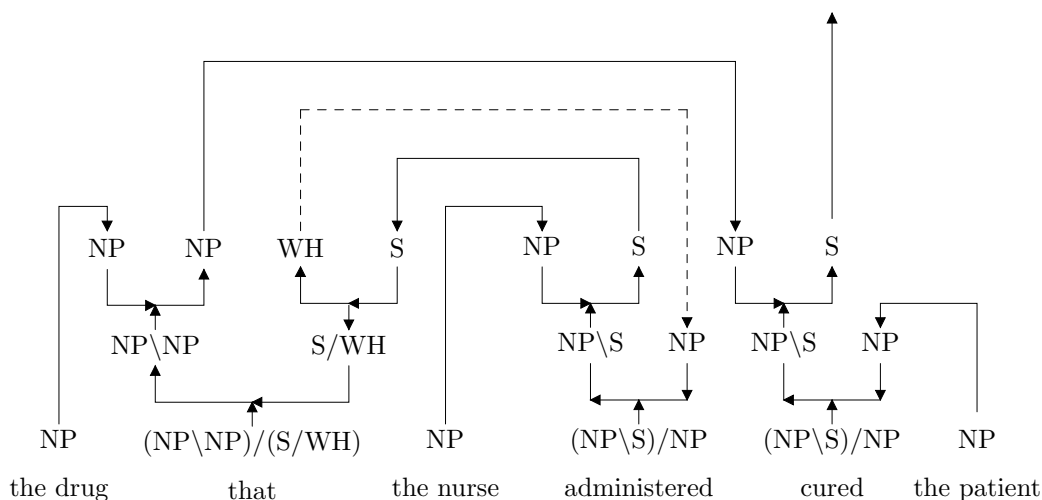 NP NP WH S NP S NP S
NP\NP S/WH NP\S NP NP\S NP
NP (NP\NP)/(S/WH) NP (NP\S)/NP (NP\S)/NP NP
the drug that the nurse administered cured the patient